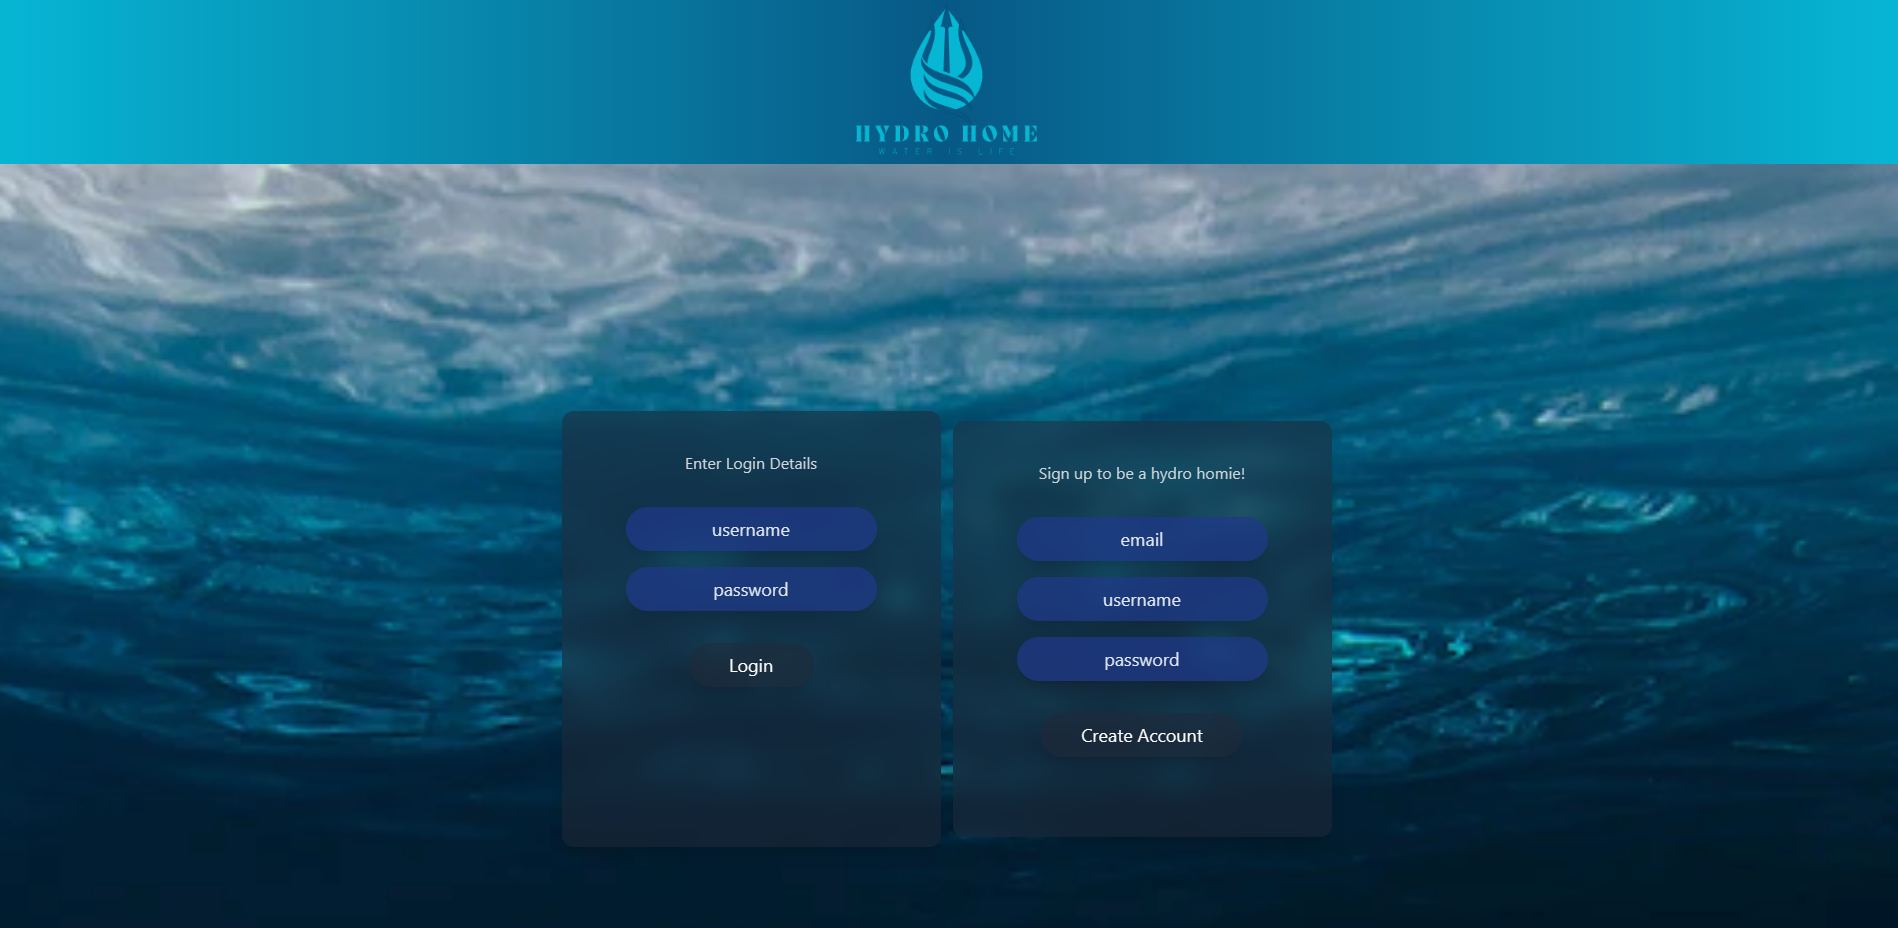 HYDRO HOME
WATER IS LIFE
Enter Login Details
username
password
Login
Sign up to be a hydro homie!
email
username
password
Create Account